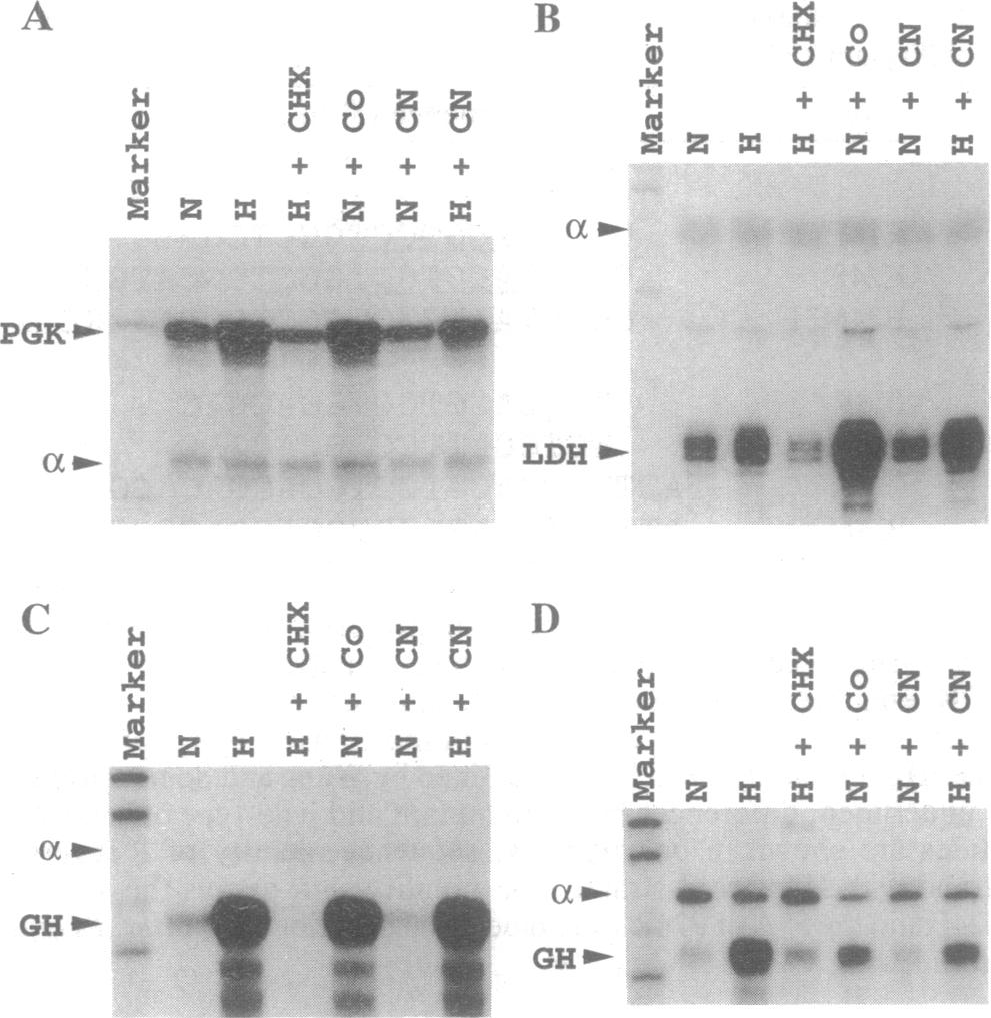 A
Marker
N
H
H + CHX
N + Co
N + CN
H + CN
PGK
α
B
Marker
N
H
H + CHX
N + Co
N + CN
H + CN
α
LDH
C
Marker
N
H
H + CHX
N + Co
N + CN
H + CN
α
GH
D
Marker
N
H
H + CHX
N + Co
N + CN
H + CN
α
GH